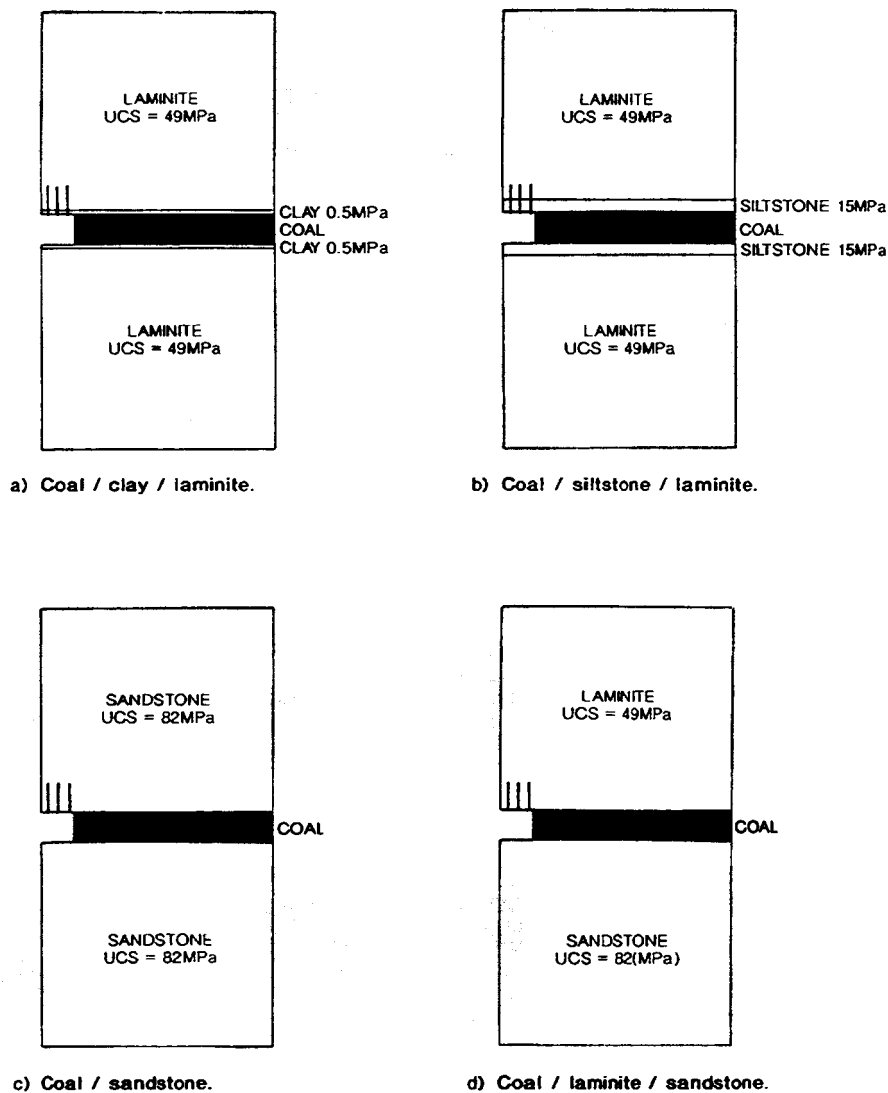 LAMINITE
UCS = 49MPa
CLAY 0.5MPa
COAL
CLAY 0.5MPa
LAMINITE
UCS = 49MPa
a) Coal / clay / laminite.
LAMINITE
UCS = 49MPa
SILTSTONE 15MPa
COAL
SILTSTONE 15MPa
LAMINITE
UCS = 49MPa
b) Coal / siltstone / laminite.
SANDSTONE
UCS = 82MPa
COAL
SANDSTONE
UCS = 82MPa
c) Coal / sandstone.
LAMINITE
UCS = 49MPa
COAL
SANDSTONE
UCS = 82(MPa)
d) Coal / laminite / sandstone.